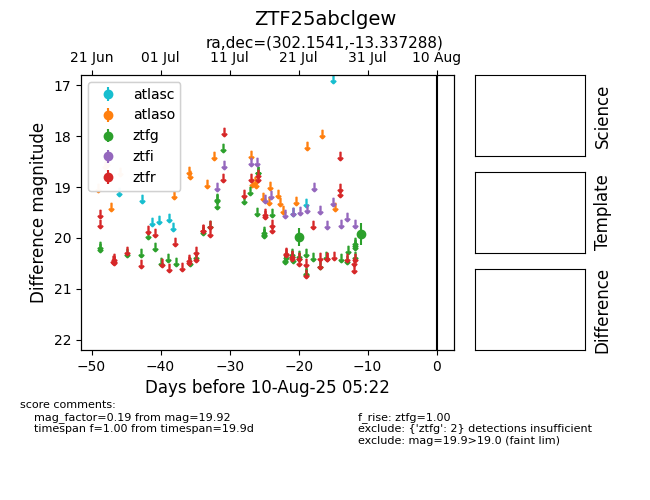 ZTF25abclgew
ra,dec=(302.1541,-13.337288)
21 Jun 01 Jul 11 Jul 21 Jul 31 Jul 10 Aug
17
18
19
20
21
22
Difference magnitude
atlasc
atlaso
ztfg
ztfi
ztfr
−50 −40 −30 −20 −10 0
Days before 10-Aug-25 05:22
Science
Template
Difference
score comments:
mag_factor=0.19 from mag=19.92
timespan f=1.00 from timespan=19.9d
f_rise: ztfg=1.00
exclude: {'ztfg': 2} detections insufficient
exclude: mag=19.9>19.0 (faint lim)